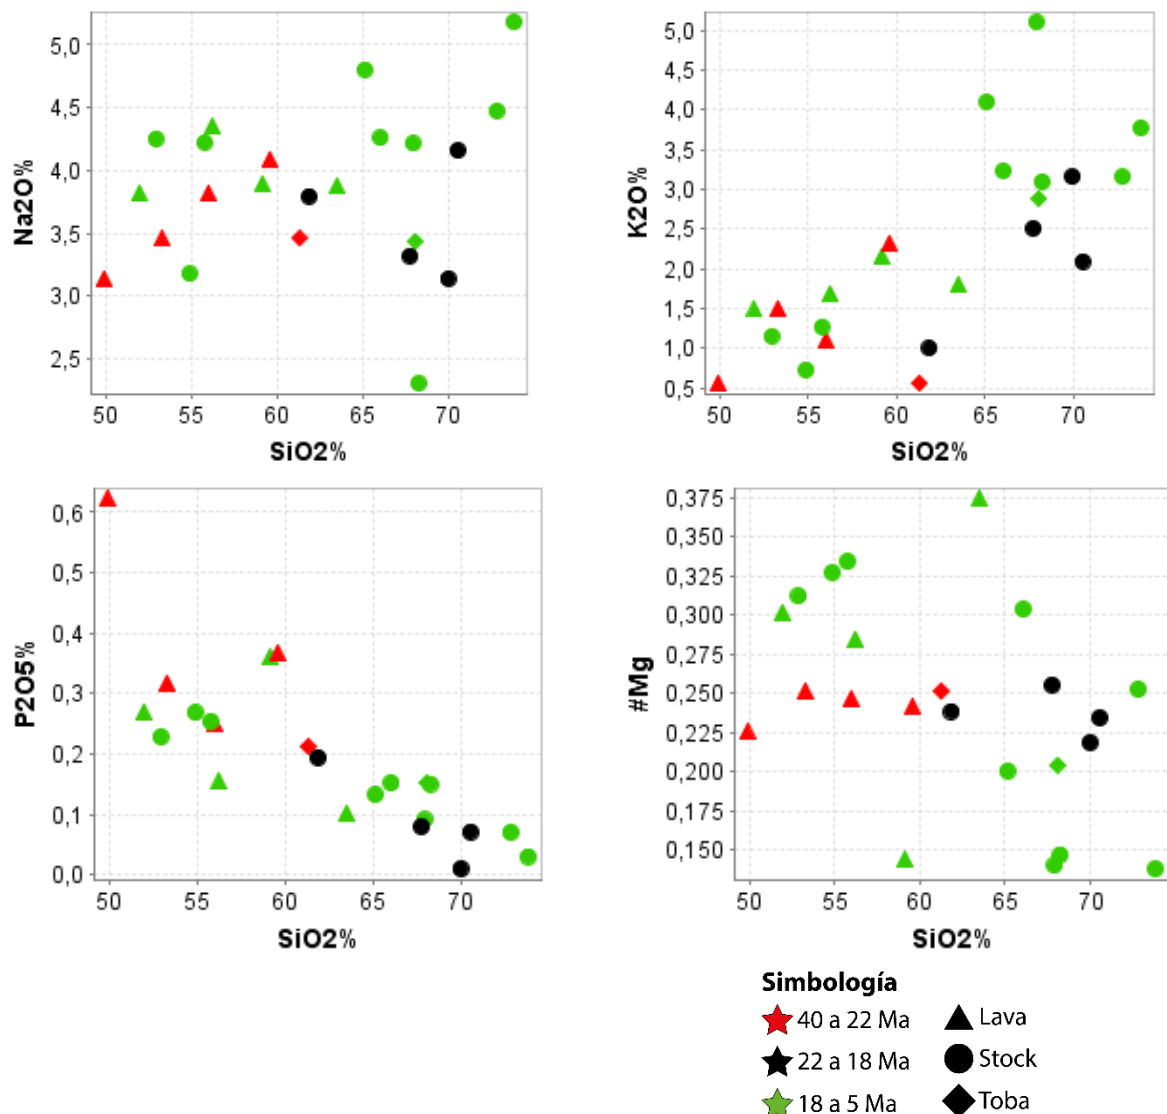 5,0
4,5
4,0
3,5
3,0
2,5
Na2O%
50 55 60 65 70
SiO2%
5,0
4,5
4,0
3,5
3,0
2,5
2,0
1,5
1,0
0,5
K2O%
50 55 60 65 70
SiO2%
0,6
0,5
0,4
0,3
0,2
0,1
0,0
P2O5%
50 55 60 65 70
SiO2%
0,375
0,350
0,325
0,300
0,275
0,250
0,225
0,200
0,175
0,150
#Mg
50 55 60 65 70
SiO2%
Simbología
40 a 22 Ma Lava
22 a 18 Ma Stock
18 a 5 Ma Toba